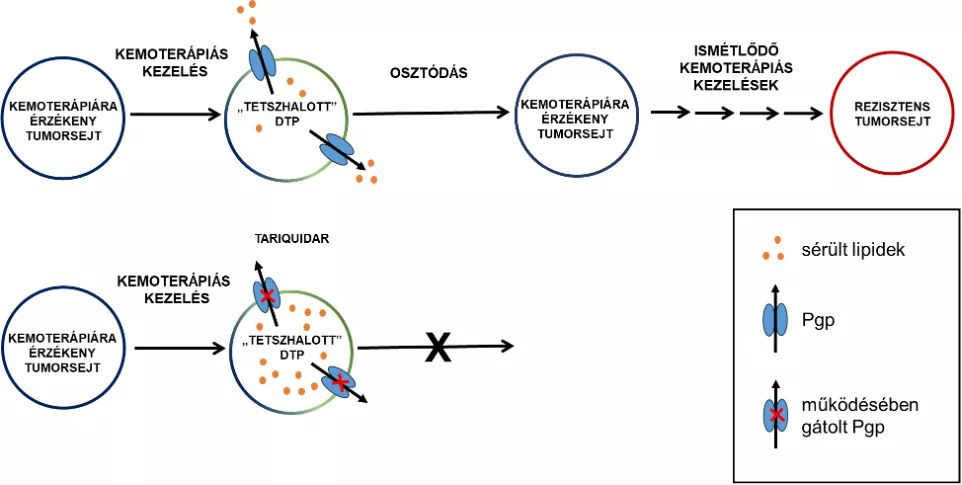 KEMOTERÁPIÁS
KEZELÉS
KEMOTERÁPIÁRA
ÉRZÉKENY
TUMORSEJT
„TETSZHALOTT”
DTP
OSZTÓDÁS
KEMOTERÁPIÁRA
ÉRZÉKENY
TUMORSEJT
ISMÉTLŐDŐ
KEMOTERÁPIÁS
KEZELÉSEK
REZISZTENS
TUMORSEJT
TARIQUIDAR
KEMOTERÁPIÁS
KEZELÉS
KEMOTERÁPIÁRA
ÉRZÉKENY
TUMORSEJT
„TETSZHALOTT”
DTP
sérült lipidek
Pgp
működésében
gátolt Pgp